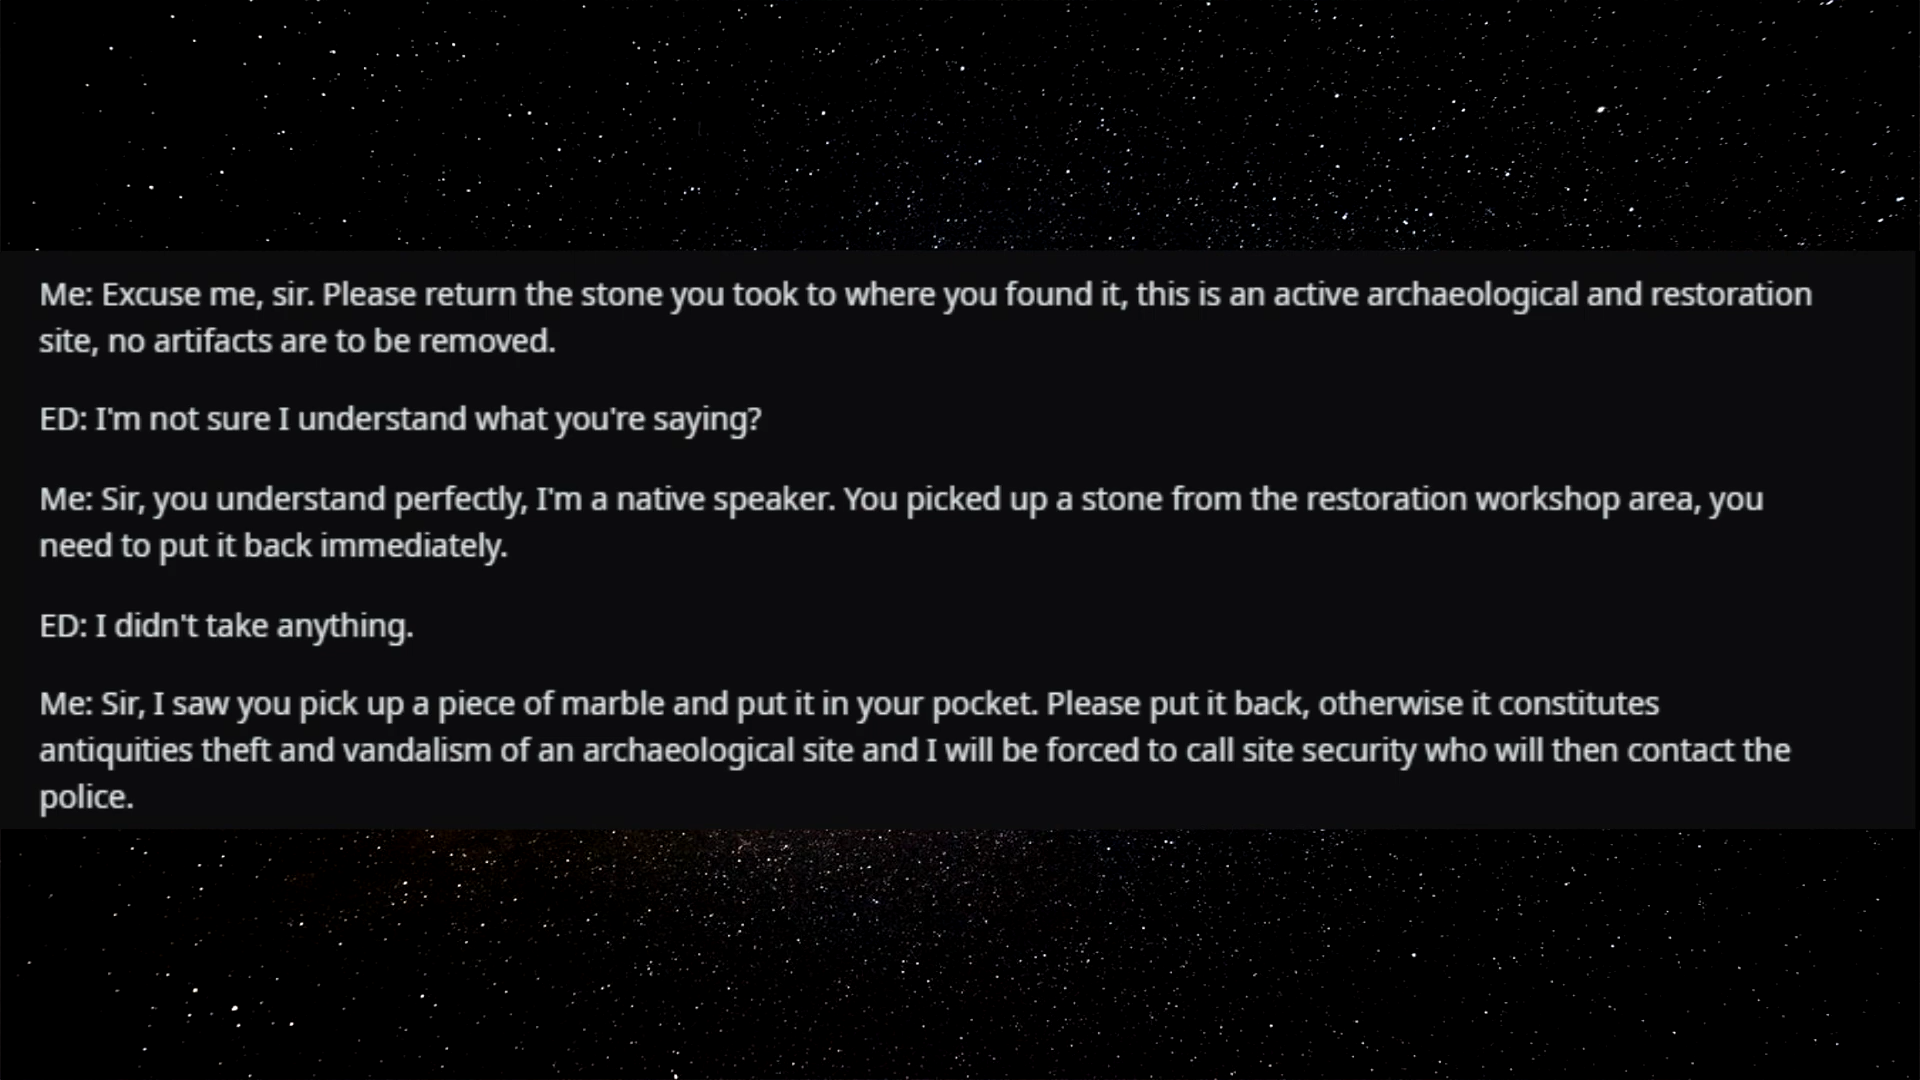 Me: Excuse me, sir. Please return the stone you took to where you found it, this is an active archaeological and restoration
site, no artifacts are to be removed.
ED: I'm not sure I understand what you're saying?
Me: Sir, you understand perfectly, I'm a native speaker. You picked up a stone from the restoration workshop area, you
need to put it back immediately.
ED: I didn't take anything.
Me: Sir, I saw you pick up a piece of marble and put it in your pocket. Please put it back, otherwise it constitutes
antiquities theft and vandalism of an archaeological site and I will be forced to call site security who will then contact the
police.